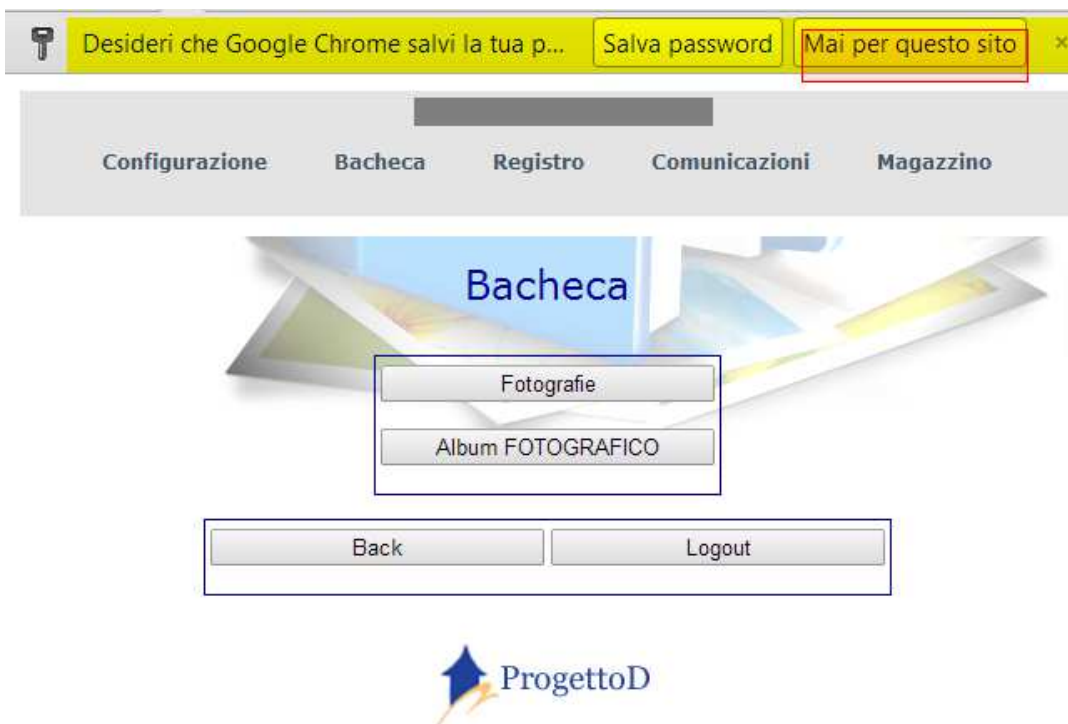 Desideri che Google Chrome salvi la tua p... Salva password Mai per questo sito ×
Configurazione Bacheca Registro Comunicazioni Magazzino
Bacheca
Fotografie
Album FOTOGRAFICO
Back Logout
ProgettoD